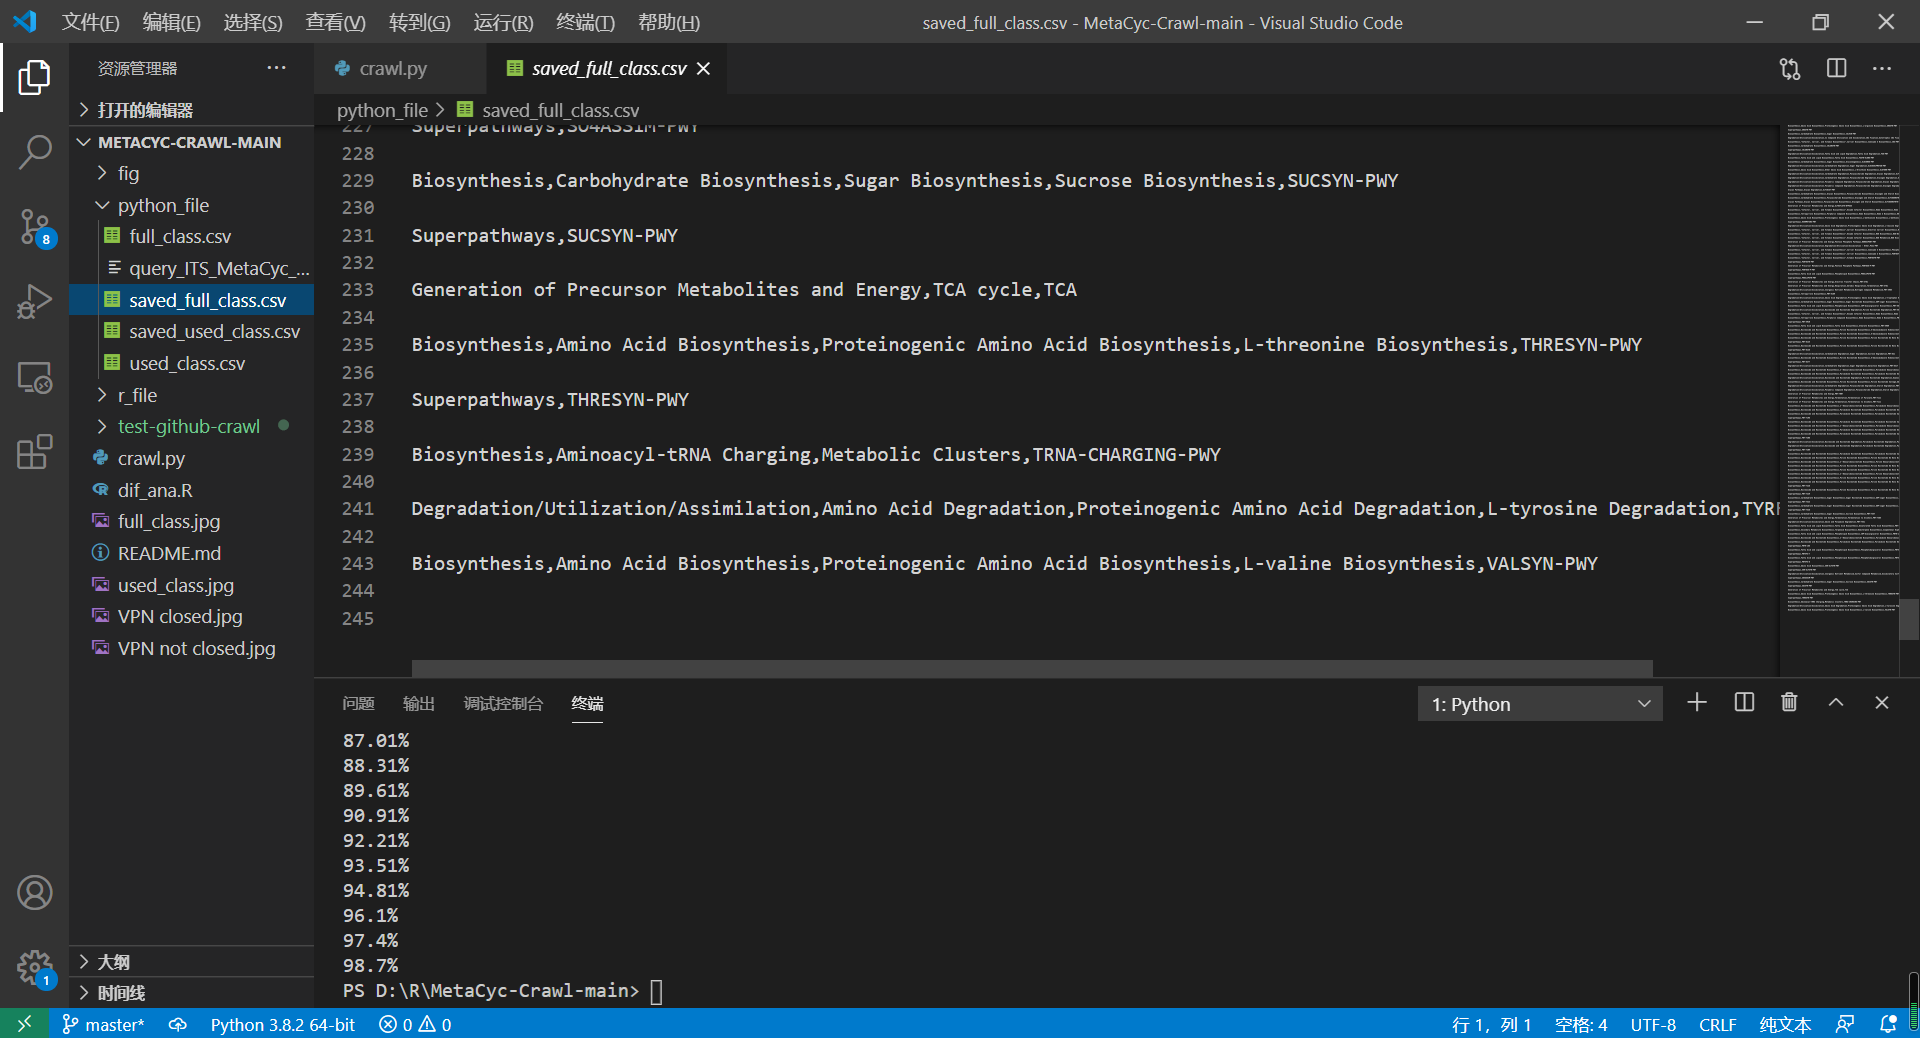 文件(F) 编辑(E) 选择(S) 查看(V) 转到(G) 运行(R) 终端(T) 帮助(H) saved_full_class.csv - MetaCyc-Crawl-main - Visual Studio Code
资源管理器 ···
打开的编辑器
METACYC-CRAWL-MAIN
fig
python_file
full_class.csv
query_ITS_MetaCyc_...
saved_full_class.csv
saved_used_class.csv
used_class.csv
r_file
test-github-crawl
crawl.py
dif_ana.R
full_class.jpg
README.md
used_class.jpg
VPN closed.jpg
VPN not closed.jpg
大纲
时间线
8
1
crawl.py saved_full_class.csv
python_file > saved_full_class.csv
227 Superpathways,SO4ASSIM-PWY
228
229 Biosynthesis,Carbohydrate Biosynthesis,Sugar Biosynthesis,Sucrose Biosynthesis,SUCSYN-PWY
230
231 Superpathways,SUCSYN-PWY
232
233 Generation of Precursor Metabolites and Energy,TCA cycle,TCA
234
235 Biosynthesis,Amino Acid Biosynthesis,Proteinogenic Amino Acid Biosynthesis,L-threonine Biosynthesis,THRESYN-PWY
236
237 Superpathways,THRESYN-PWY
238
239 Biosynthesis,Aminoacyl-tRNA Charging,Metabolic Clusters,TRNA-CHARGING-PWY
240
241 Degradation/Utilization/Assimilation,Amino Acid Degradation,Proteinogenic Amino Acid Degradation,L-tyrosine Degradation,TYRF
242
243 Biosynthesis,Amino Acid Biosynthesis,Proteinogenic Amino Acid Biosynthesis,L-valine Biosynthesis,VALSYN-PWY
244
245
问题 输出 调试控制台 终端 1: Python
87.01%
88.31%
89.61%
90.91%
92.21%
93.51%
94.81%
96.1%
97.4%
98.7%
PS D:\R\MetaCyc-Crawl-main>
master* Python 3.8.2 64-bit 0 0 行 1，列 1 空格: 4 UTF-8 CRLF 纯文本